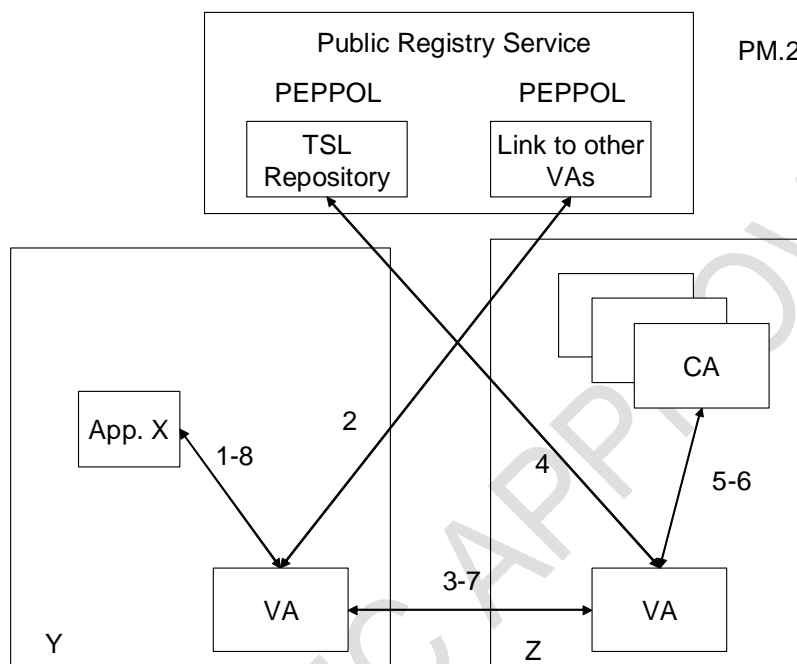 Public Registry Service
PM.2
PEPPOL
PEPPOL
TSL
Repository
Link to other
VAs
CA
App. X
2
1-8
4
5-6
3-7
VA
VA
Y
Z